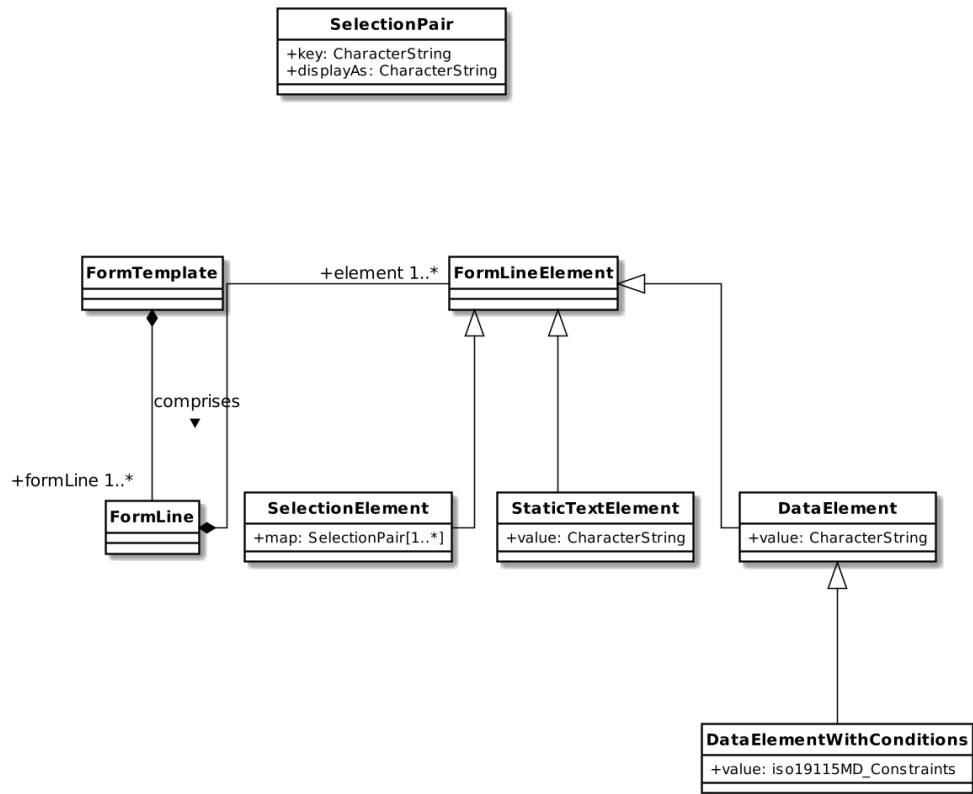 SelectionPair
+key: CharacterString
+displayAs: CharacterString
FormTemplate
+element 1..*
FormLineElement
comprises
+formLine 1..*
FormLine
SelectionElement
+map: SelectionPair[1..*]
StaticTextElement
+value: CharacterString
DataElement
+value: CharacterString
DataElementWithConditions
+value: iso19115MD_Constraints